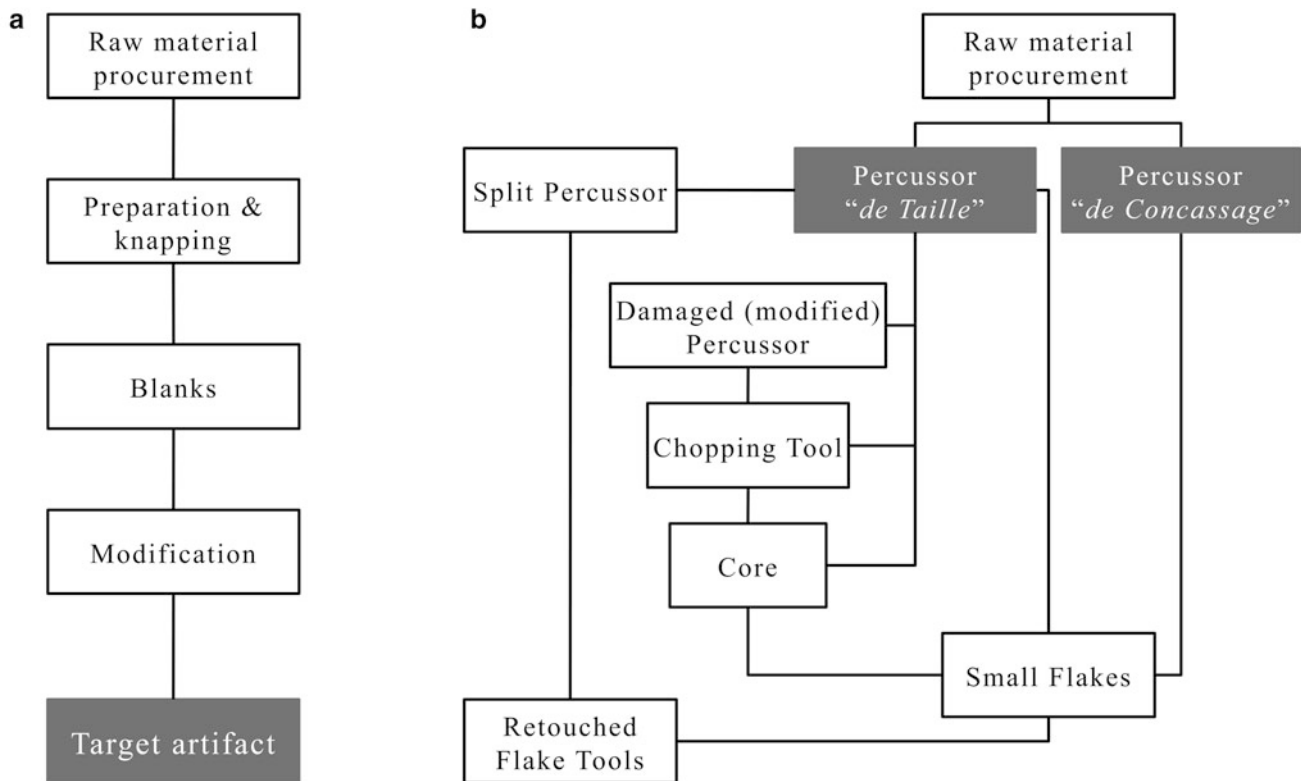 a
Raw material
procurement
Preparation &
knapping
Blanks
Modification
Target artifact
b
Raw material
procurement
Split Percussor
Percussor
“de Taille”
Percussor
“de Concassage”
Damaged (modified)
Percussor
Chopping Tool
Core
Small Flakes
Retouched
Flake Tools